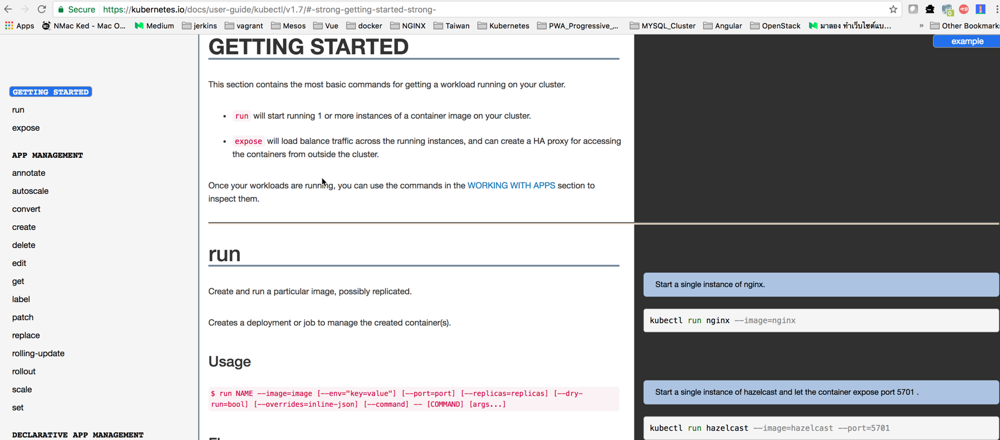 Secure
https://kubernetes.io/docs/user-guide/kubectl/v1.7/#-strong-getting-started-strong-
0
Apps
NMac Ked - Mac O...
Medium
jerkins
vagrant
Mesos
Vue
docker
NGINX
Taiwan
Kubernetes
PWA_Progressive_...
MYSQL_Cluster
Angular
OpenStack
มาลอง ทำเว็บไซต์แบ...
»
Other Bookmarks
GETTING STARTED
run
expose
APP MANAGEMENT
annotate
autoscale
convert
create
delete
edit
get
label
patch
replace
rolling-update
rollout
scale
set
DECLARATIVE APP MANAGEMENT
GETTING STARTED
This section contains the most basic commands for getting a workload running on your cluster.
• run will start running 1 or more instances of a container image on your cluster.
• expose will load balance traffic across the running instances, and can create a HA proxy for accessing
the containers from outside the cluster.
Once your workloads are running, you can use the commands in the WORKING WITH APPS section to
inspect them.
run
Create and run a particular image, possibly replicated.
Creates a deployment or job to manage the created container(s).
Usage
$ run NAME --image=image [--env="key=value"] [--port=port] [--replicas=replicas] [--dry-
run=bool] [--overrides=inline-json] [--command] -- [COMMAND] [args...]
example
Start a single instance of nginx.
kubectl run nginx --image=nginx
Start a single instance of hazelcast and let the container expose port 5701 .
kubectl run hazelcast --image=hazelcast --port=5701